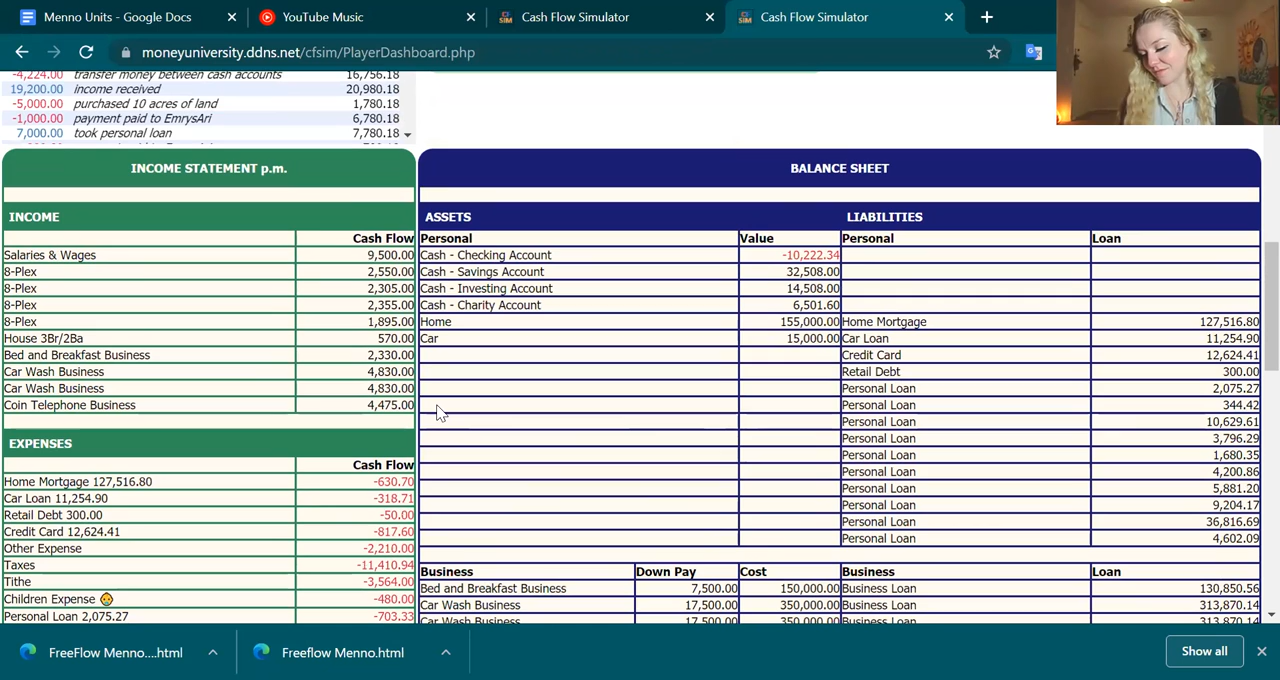 Menno Units - Google Docs
YouTube Music
Cash Flow Simulator
Cash Flow Simulator
moneyuniversity.ddns.net/cfsim/PlayerDashboard.php
-4,224.00 transfer money between cash accounts 16,756.18
19,200.00 income received 20,980.18
-5,000.00 purchased 10 acres of land 1,780.18
-1,000.00 payment paid to EmrysAri 6,780.18
7,000.00 took personal loan 7,780.18
INCOME STATEMENT p.m.
INCOME
Cash Flow
Salaries & Wages 9,500.00
8-Plex 2,550.00
8-Plex 2,305.00
8-Plex 2,355.00
8-Plex 1,895.00
House 3Br/2Ba 570.00
Bed and Breakfast Business 2,330.00
Car Wash Business 4,830.00
Car Wash Business 4,830.00
Coin Telephone Business 4,475.00
EXPENSES
Cash Flow
Home Mortgage 127,516.80 -630.70
Car Loan 11,254.90 -318.71
Retail Debt 300.00 -50.00
Credit Card 12,624.41 -817.60
Other Expense -2,210.00
Taxes -11,410.94
Tithe -3,564.00
Children Expense -480.00
Personal Loan 2,075.27 -703.33
BALANCE SHEET
ASSETS LIABILITIES
Personal Value Personal Loan
Cash - Checking Account -10,222.34
Cash - Savings Account 32,508.00
Cash - Investing Account 14,508.00
Cash - Charity Account 6,501.60
Home 155,000.00 Home Mortgage 127,516.80
Car 15,000.00 Car Loan 11,254.90
Credit Card 12,624.41
Retail Debt 300.00
Personal Loan 2,075.27
Personal Loan 344.42
Personal Loan 10,629.61
Personal Loan 3,796.29
Personal Loan 1,680.35
Personal Loan 4,200.86
Personal Loan 5,881.20
Personal Loan 9,204.17
Personal Loan 36,816.69
Personal Loan 4,602.09
Business Down Pay Cost Business Loan
Bed and Breakfast Business 7,500.00 150,000.00 Business Loan 130,850.56
Car Wash Business 17,500.00 350,000.00 Business Loan 313,870.14
Car Wash Business 17,500.00 350,000.00 Business Loan 313,870.14
FreeFlow Menno....html
Freeflow Menno.html
Show all